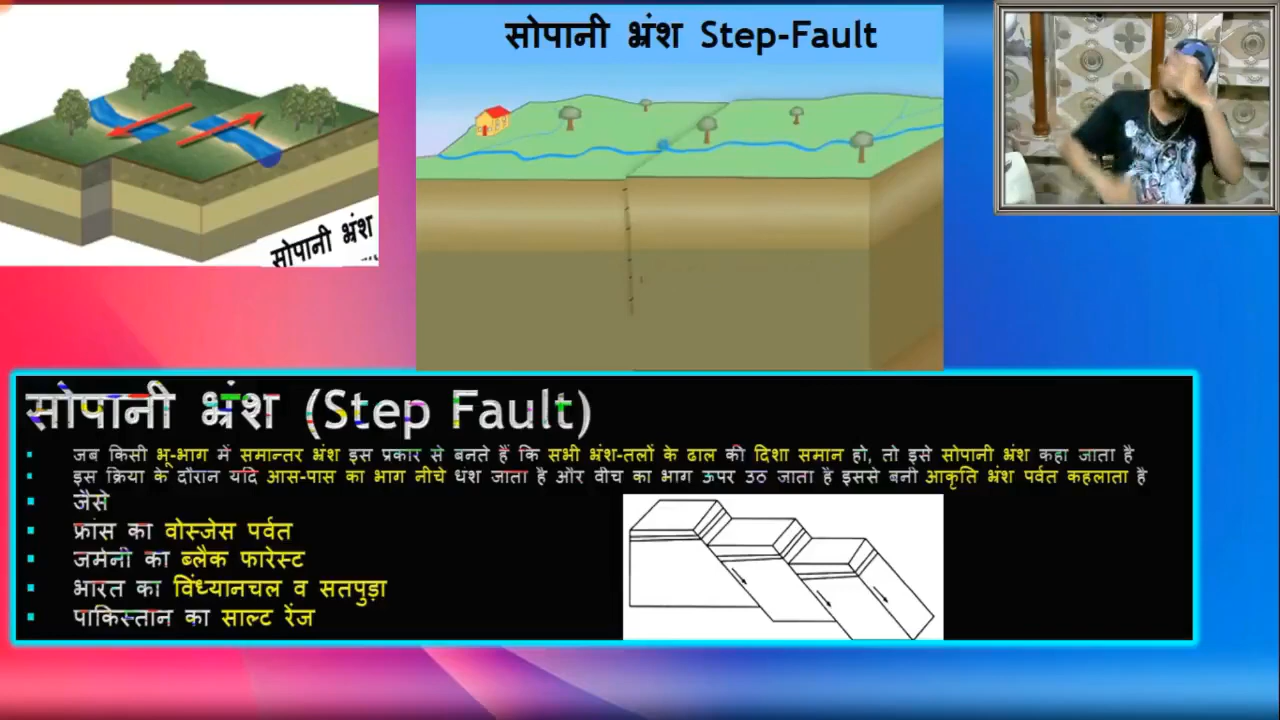 सोपानी भ्रंश
सोपानी भ्रंश Step-Fault
सोपानी भ्रंश (Step Fault)
जब किसी भू-भाग में समान्तर भ्रंश इस प्रकार से बनते हैं कि सभी भ्रंश-तलों के ढाल की दिशा समान हो, तो इसे सोपानी भ्रंश कहा जाता है
इस क्रिया के दौरान यदि आस-पास का भाग नीचे धंश जाता है और वीच का भाग ऊपर उठ जाता है इससे बनी आकृति भ्रंश पर्वत कहलाता है
जैसे
फ्रांस का वोस्जेस पर्वत
जर्मनी का ब्लैक फारेस्ट
भारत का विंध्यानचल व सतपुड़ा
पाकिस्तान का साल्ट रेंज